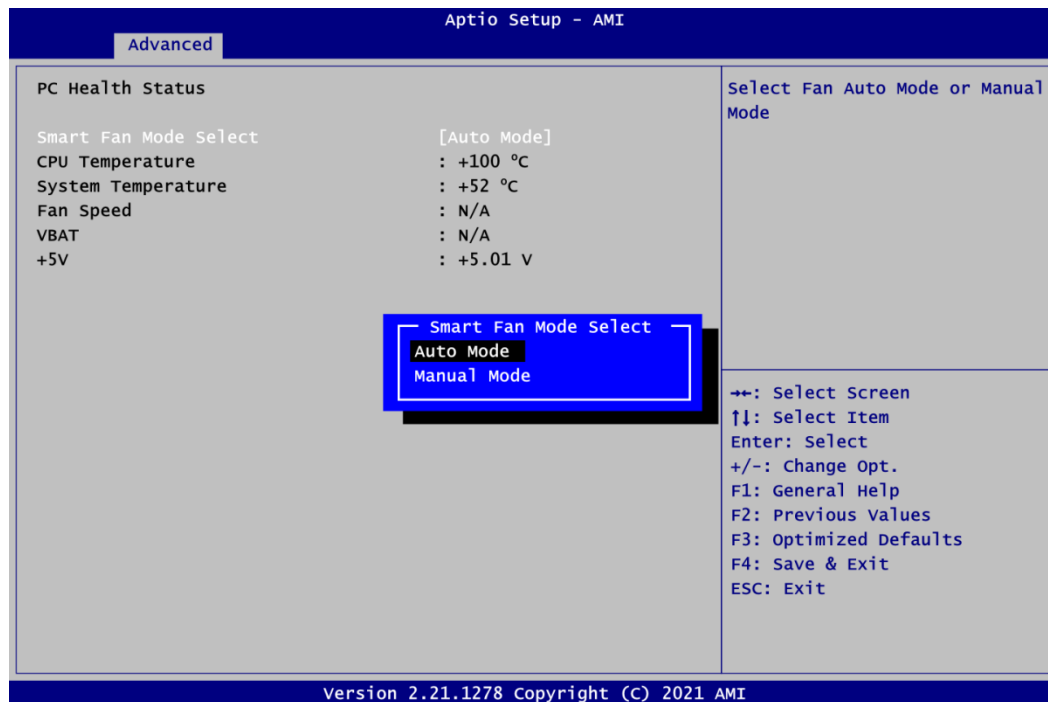 Aptio Setup - AMI
Advanced
PC Health Status
Smart Fan Mode Select [Auto Mode]
CPU Temperature : +100 ºC
System Temperature : +52 ºC
Fan Speed : N/A
VBAT : N/A
+5V : +5.01 V
Smart Fan Mode Select
Auto Mode
Manual Mode
Select Fan Auto Mode or Manual
Mode
→←: Select Screen
↑↓: Select Item
Enter: Select
+/-: Change Opt.
F1: General Help
F2: Previous Values
F3: Optimized Defaults
F4: Save & Exit
ESC: Exit
Version 2.21.1278 Copyright (C) 2021 AMI